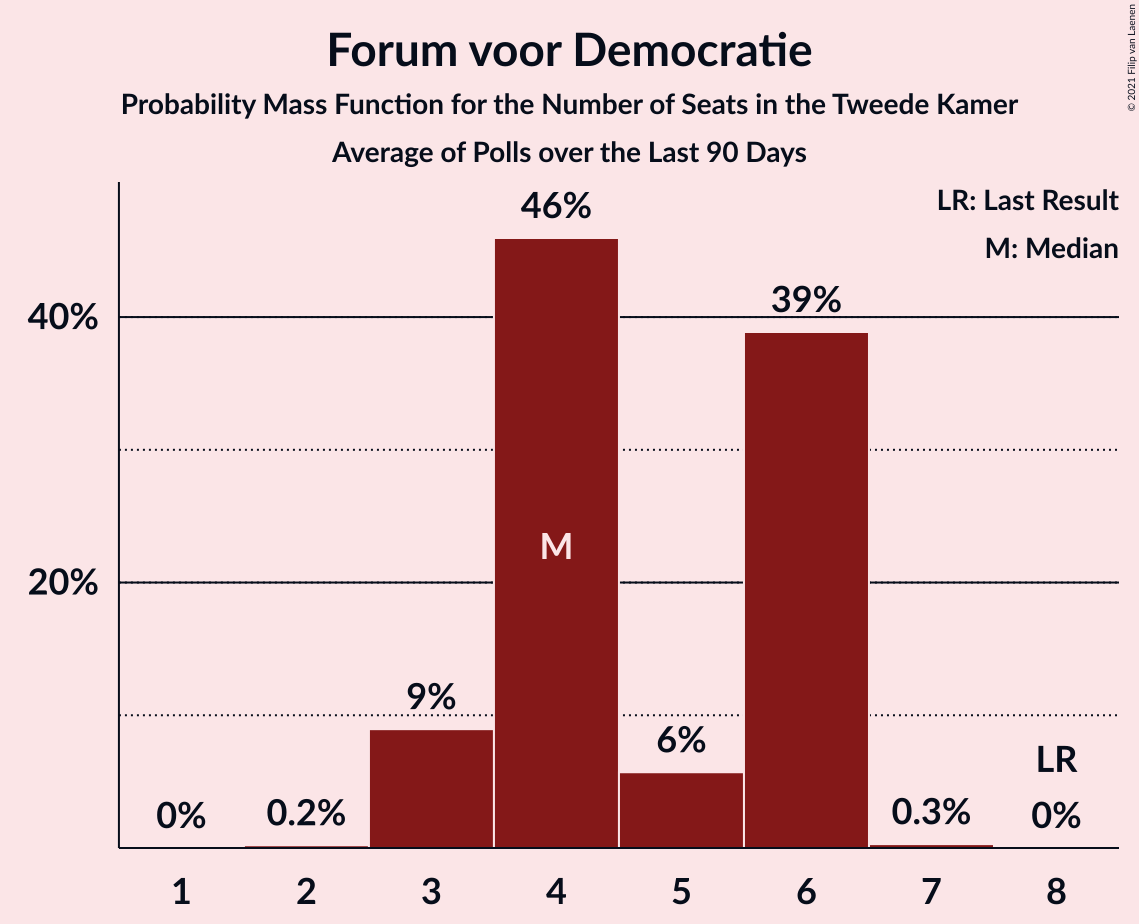 Forum voor Democratie
Probability Mass Function for the Number of Seats in the Tweede Kamer
Average of Polls over the Last 90 Days
© 2021 Filip van Laenen
LR: Last Result
M: Median
46%
39%
40%
M
20%
9%
6%
LR
0%
0.2%
0.3%
0%
1 2 3 4 5 6 7 8